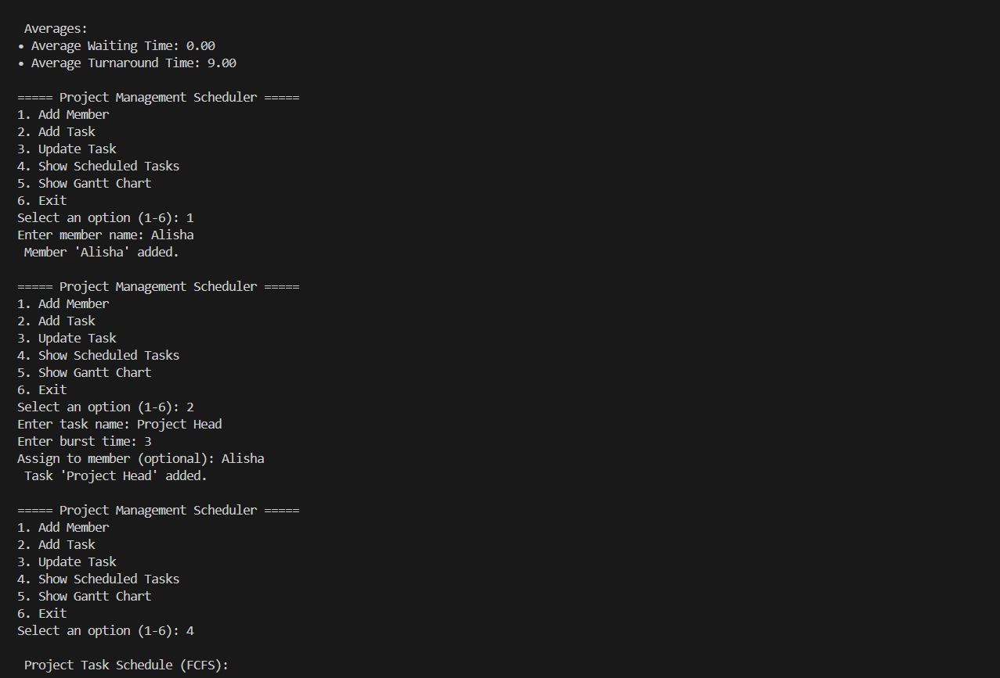 Averages:
• Average Waiting Time: 0.00
• Average Turnaround Time: 9.00
===== Project Management Scheduler =====
1. Add Member
2. Add Task
3. Update Task
4. Show Scheduled Tasks
5. Show Gantt Chart
6. Exit
Select an option (1-6): 1
Enter member name: Alisha
Member 'Alisha' added.
===== Project Management Scheduler =====
1. Add Member
2. Add Task
3. Update Task
4. Show Scheduled Tasks
5. Show Gantt Chart
6. Exit
Select an option (1-6): 2
Enter task name: Project Head
Enter burst time: 3
Assign to member (optional): Alisha
Task 'Project Head' added.
===== Project Management Scheduler =====
1. Add Member
2. Add Task
3. Update Task
4. Show Scheduled Tasks
5. Show Gantt Chart
6. Exit
Select an option (1-6): 4
Project Task Schedule (FCFS):